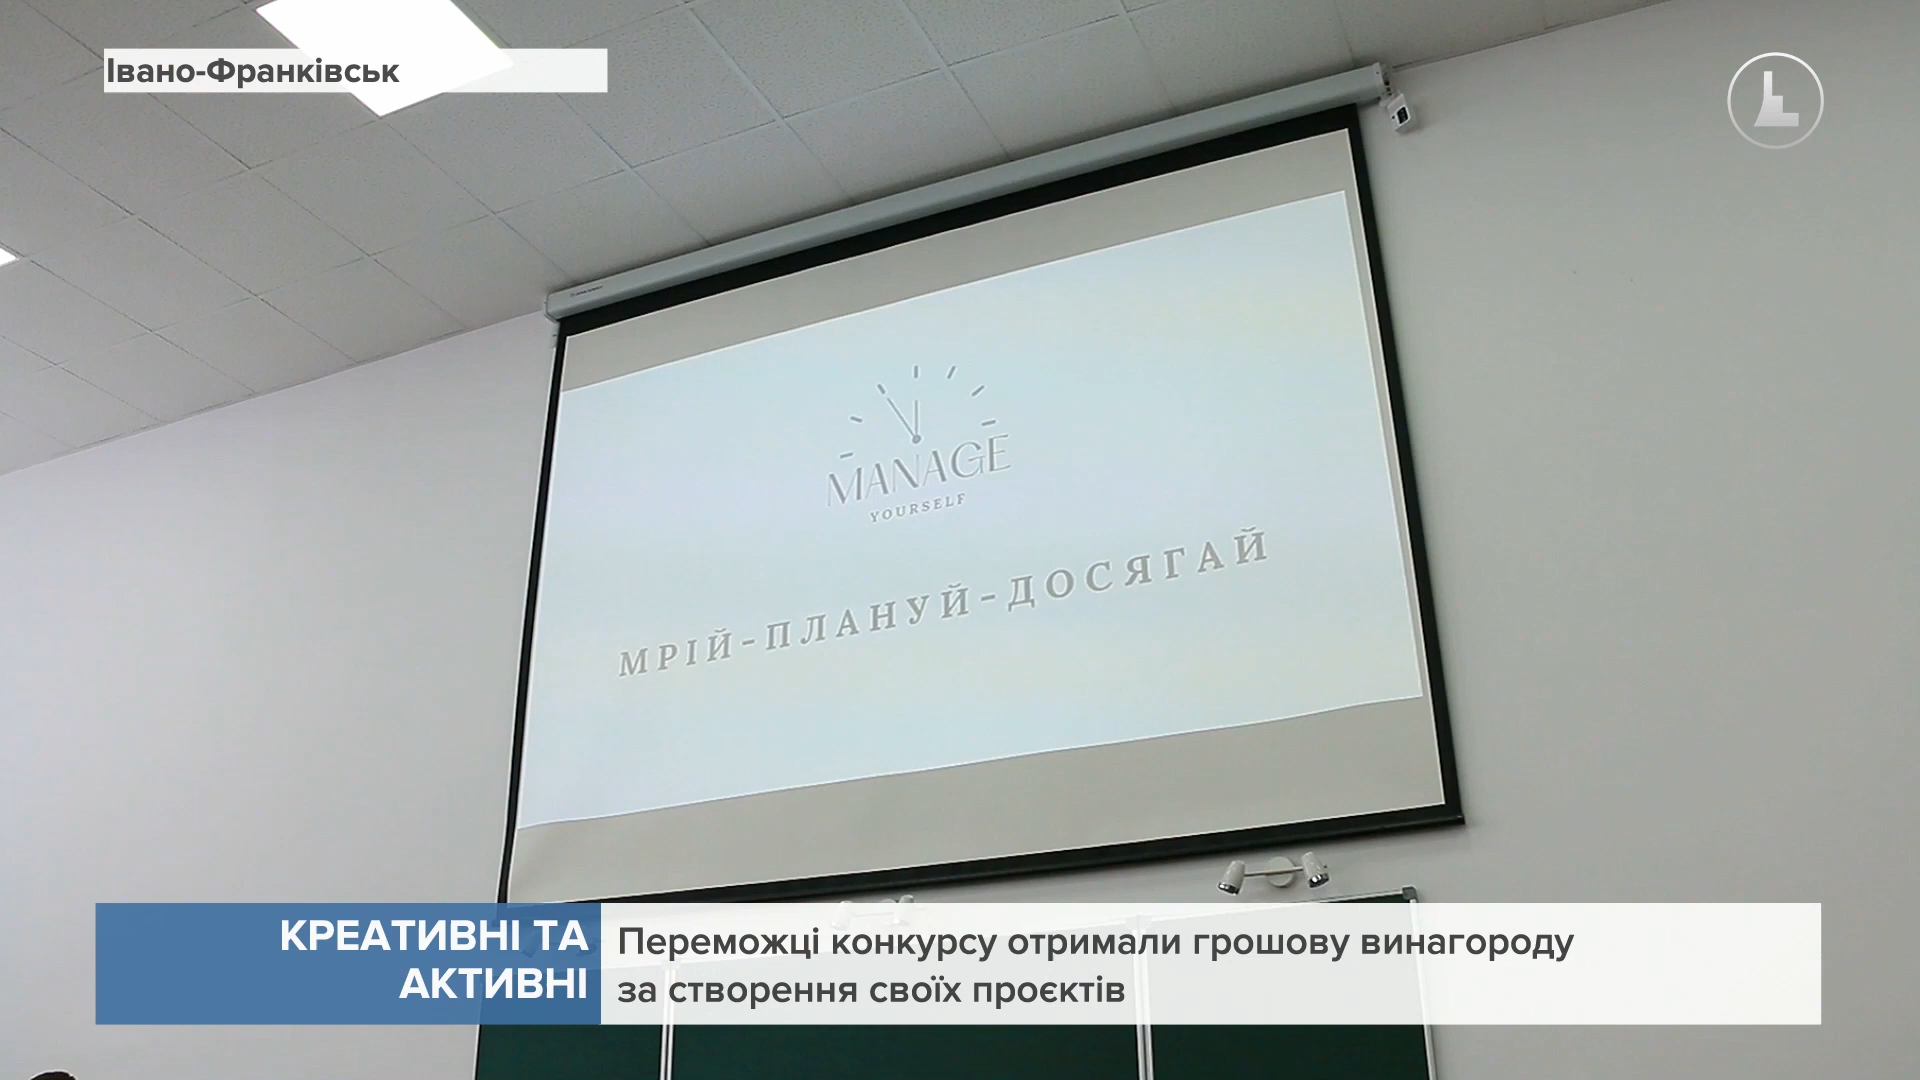 Івано-Франківськ
MANAGE
YOURSELF
МРІЙ-ПЛАНУЙ-ДОСЯГАЙ
КРЕАТИВНІ ТА
АКТИВНІ
Переможці конкурсу отримали грошову винагороду
за створення своїх проєктів